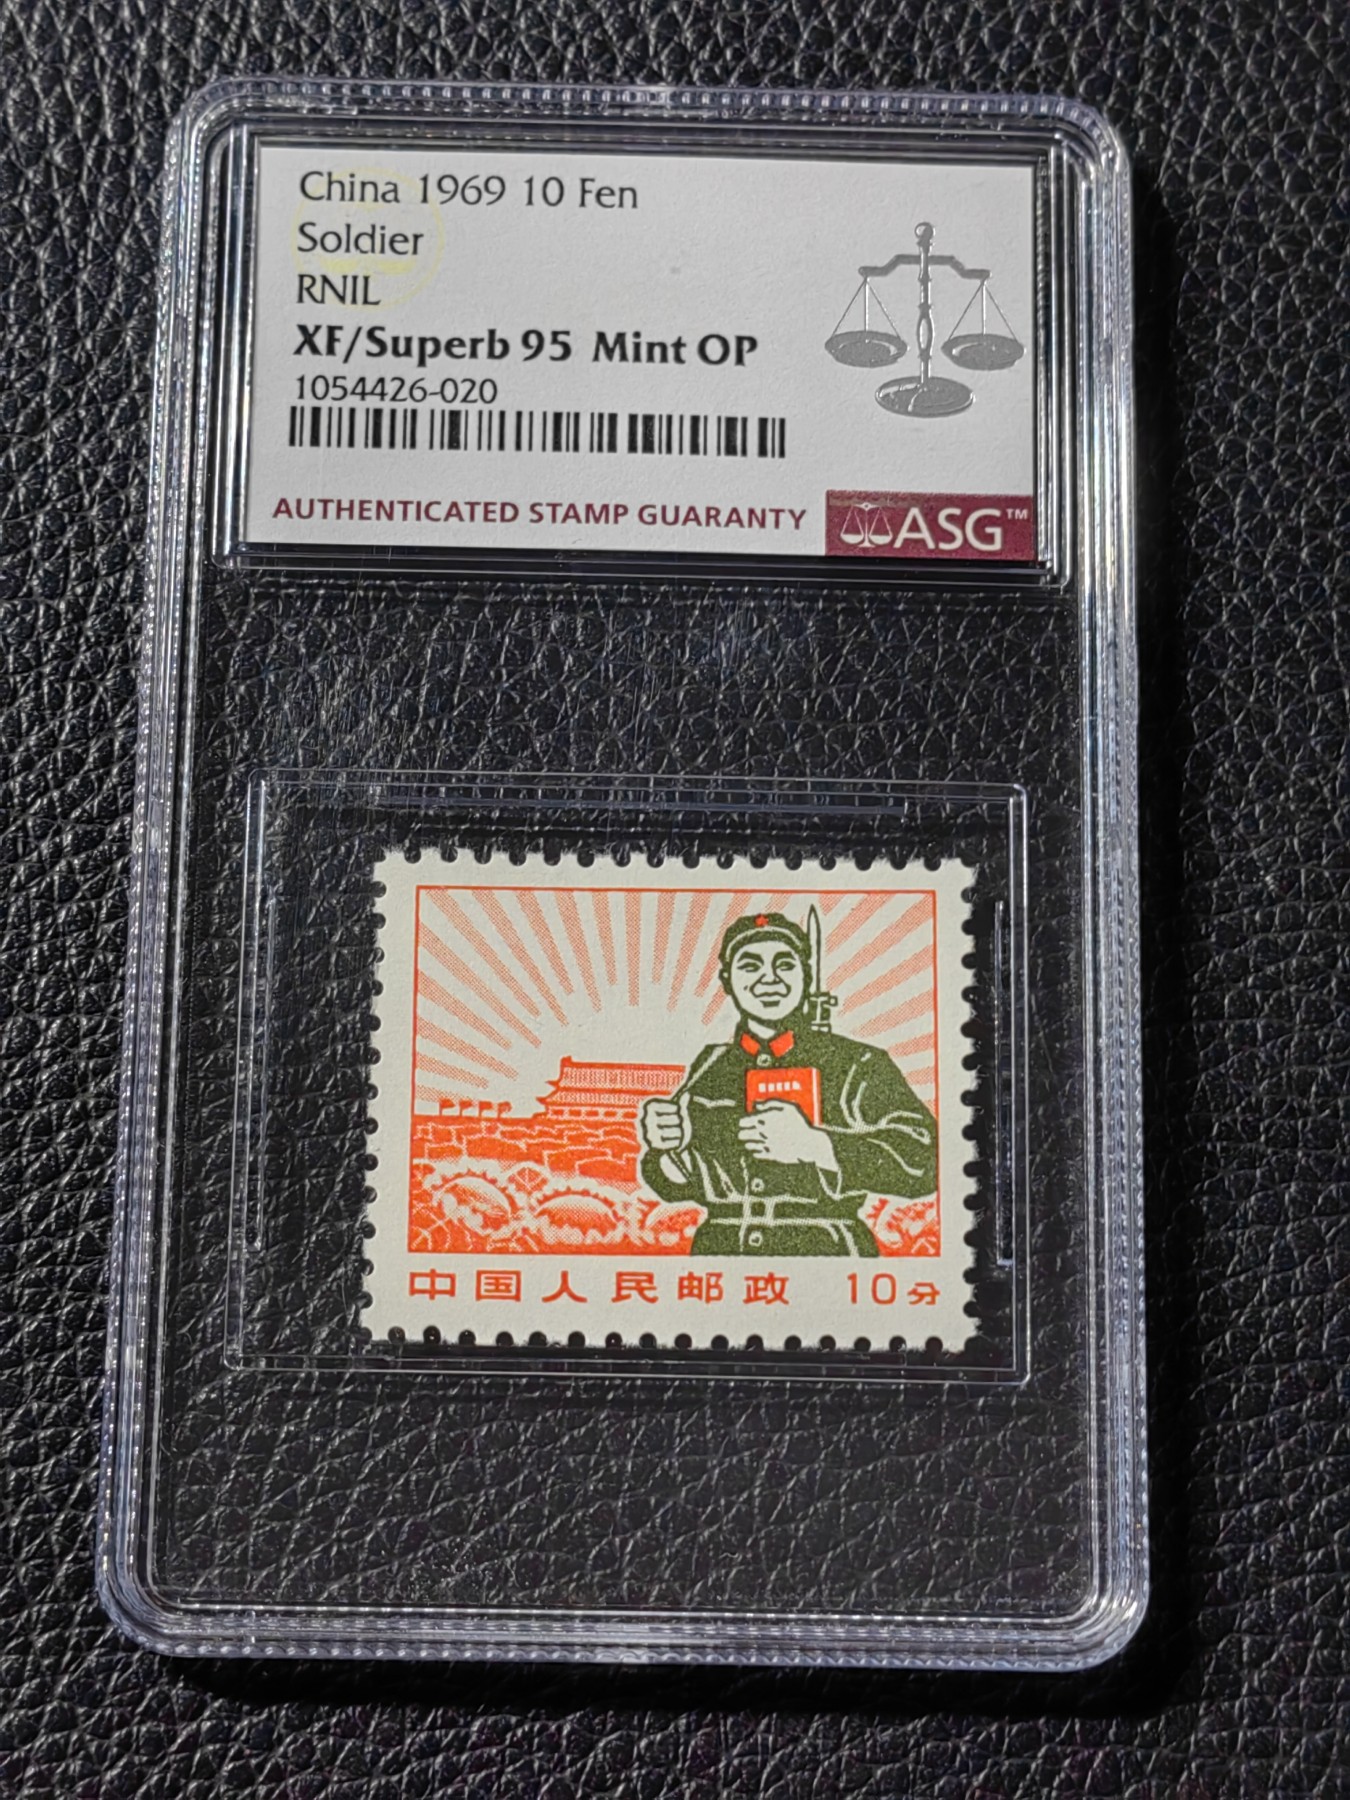 China 1969 10 Fen
Soldier
RNIL
XF/Superb 95 Mint OP
1054426-020
AUTHENTICATED STAMP GUARANTY
ASG™
中国人民邮政 10分